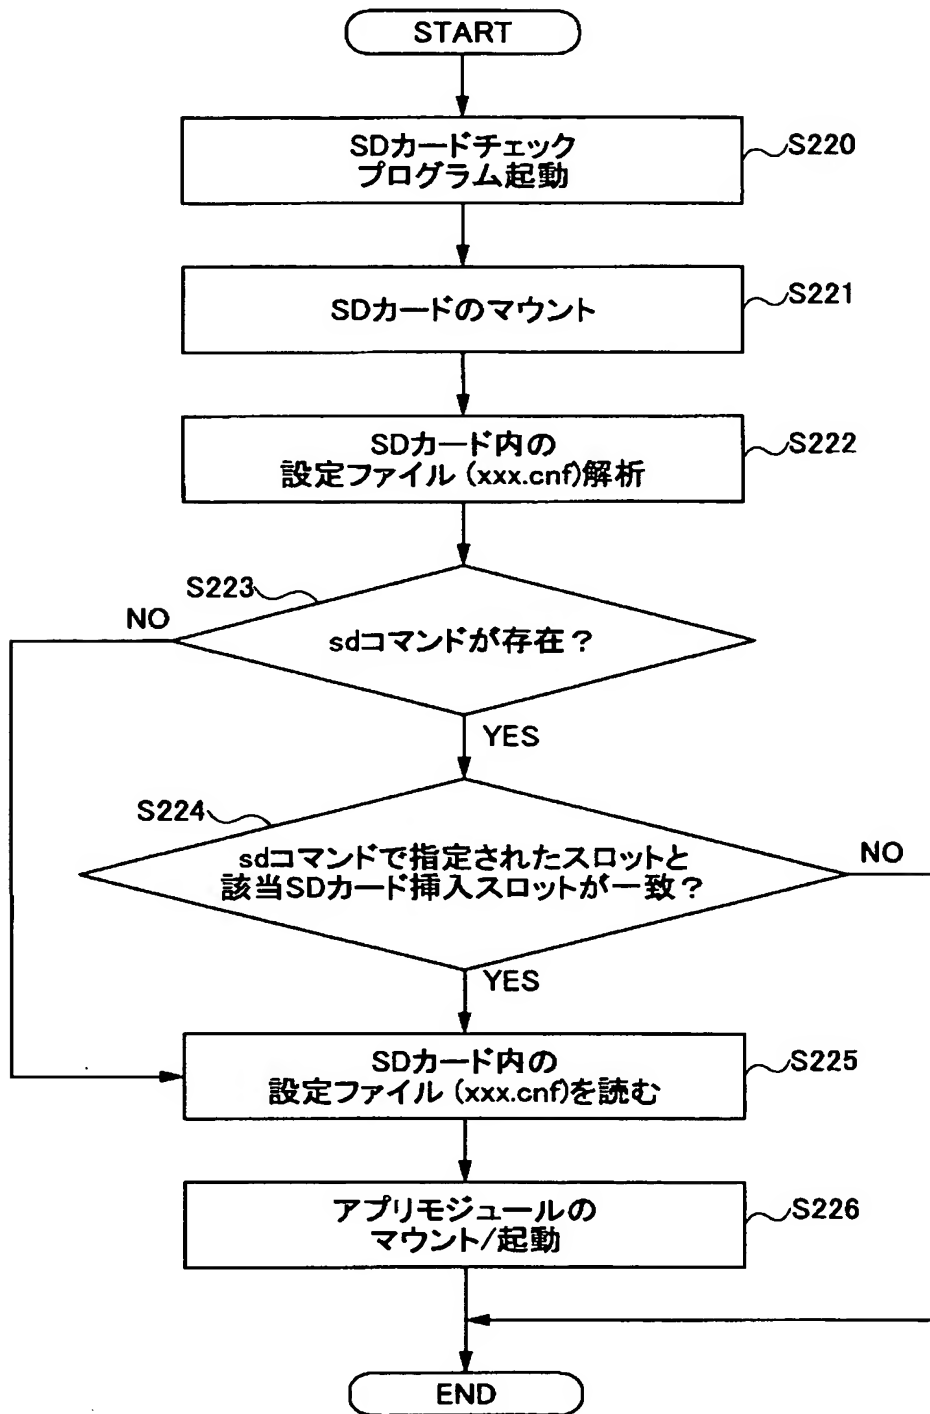 START
SDカードチェック
プログラム起動
S220
SDカードのマウント
S221
SDカード内の
設定ファイル (xxx.cnf)解析
S222
S223
NO
sdコマンドが存在？
YES
S224
sdコマンドで指定されたスロットと
該当SDカード挿入スロットが一致？
NO
YES
SDカード内の
設定ファイル (xxx.cnf)を読む
S225
アプリモジュールの
マウント/起動
S226
END